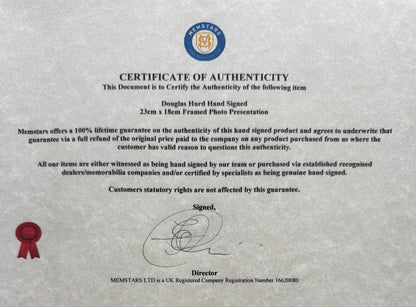 MEMSTARS
CERTIFICATE OF AUTHENTICITY
This Document is to Certify the Authenticity of the following item
Douglas Hurd Hand Signed
23cm x 18cm Framed Photo Presentation
Memstars offers a 100% lifetime guarantee on the authenticity of this hand signed product and agrees to underwrite that
guarantee via a full refund of the original price paid to the company on any product purchased from us where the
customer has valid reason to questions this authenticity.
All our items are either witnessed as being hand signed by our team or purchased via established recognised
dealers/memorabilia companies and/or certified by specialists as being genuine hand signed.
Customers statutory rights are not affected by this guarantee.
Signed,
Director
MEMSTARS LTD is a UK Registered Company Registration Number 16620080